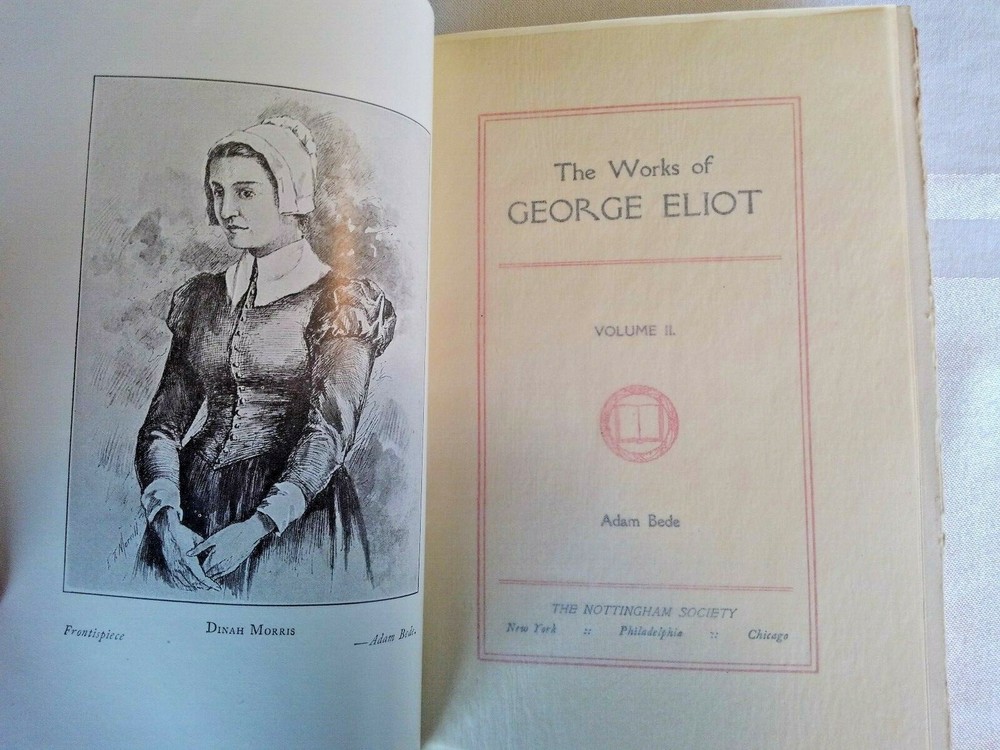 DINAH MORRIS
Frontispiece
—Adam Bede.
The Works of
GEORGE ELIOT
VOLUME II.
Adam Bede
THE NOTTINGHAM SOCIETY
New York :: Philadelphia :: Chicago